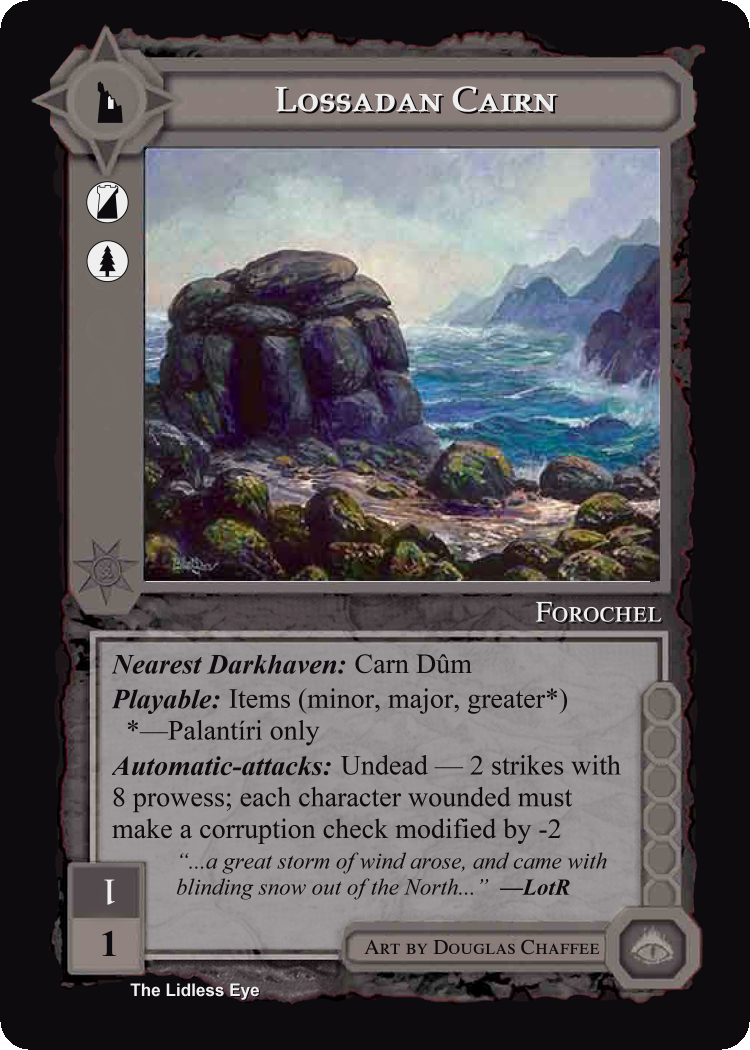 Lossadan Cairn
Forochel
Nearest Darkhaven: Carn Dûm
Playable: Items (minor, major, greater*)
*—Palantíri only
Automatic-attacks: Undead — 2 strikes with
8 prowess; each character wounded must
make a corruption check modified by -2
“...a great storm of wind arose, and came with
blinding snow out of the North...” —LotR
1
1
Art by Douglas Chaffee
The Lidless Eye